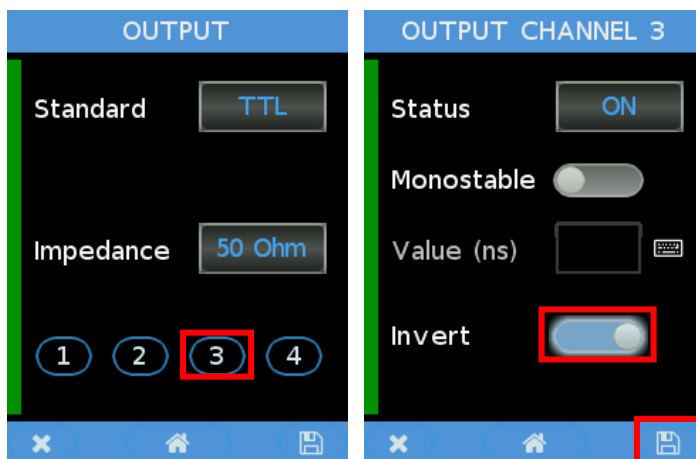 OUTPUT
Standard TTL
Impedance 50 Ohm
1 2 3 4
OUTPUT CHANNEL 3
Status ON
Monostable
Value (ns)
Invert